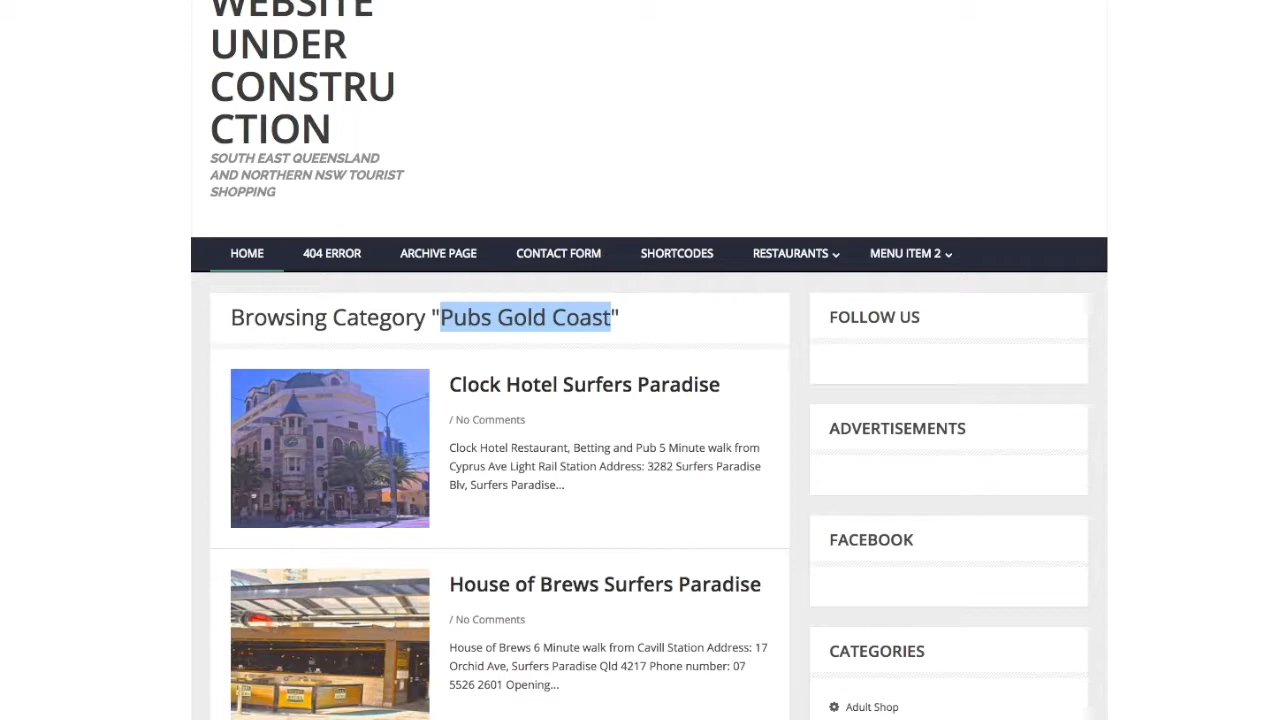 WEBSITE
UNDER
CONSTRU
CTION
SOUTH EAST QUEENSLAND
AND NORTHERN NSW TOURIST
SHOPPING
HOME 404 ERROR ARCHIVE PAGE CONTACT FORM SHORTCODES RESTAURANTS MENU ITEM 2
Browsing Category "Pubs Gold Coast"
Clock Hotel Surfers Paradise
/ No Comments
Clock Hotel Restaurant, Betting and Pub 5 Minute walk from
Cyprus Ave Light Rail Station Address: 3282 Surfers Paradise
Blv, Surfers Paradise...
House of Brews Surfers Paradise
/ No Comments
House of Brews 6 Minute walk from Cavill Station Address: 17
Orchid Ave, Surfers Paradise Qld 4217 Phone number: 07
5526 2601 Opening...
FOLLOW US
ADVERTISEMENTS
FACEBOOK
CATEGORIES
Adult Shop